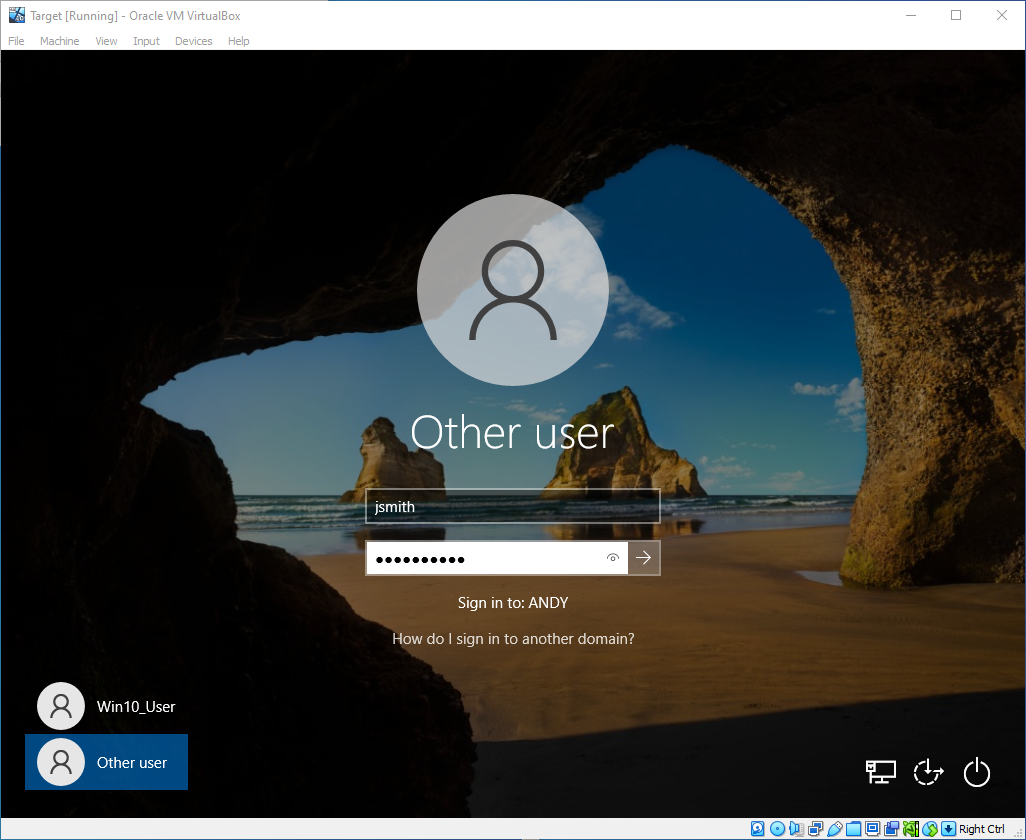 Target [Running] - Oracle VM VirtualBox
File Machine View Input Devices Help
Other user
jsmith
Sign in to: ANDY
How do I sign in to another domain?
Win10_User
Other user
Right Ctrl